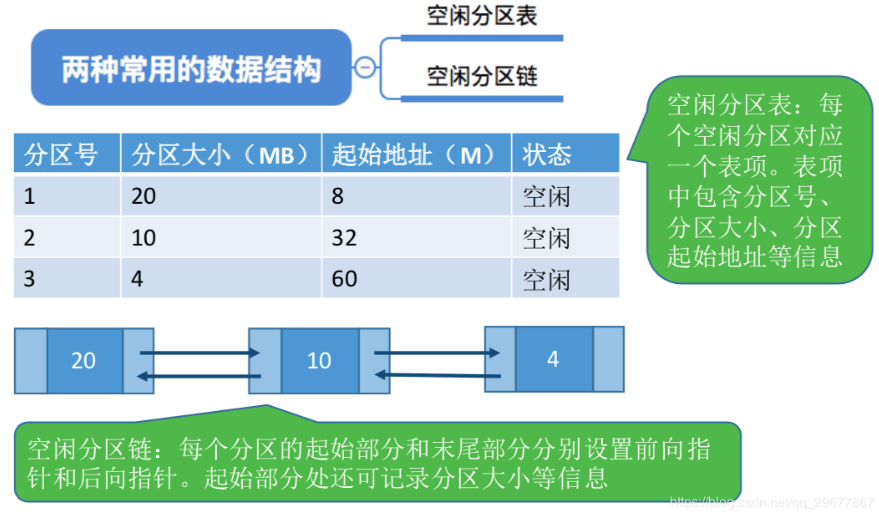 空闲分区表
两种常用的数据结构
空闲分区链
分区号 分区大小（MB） 起始地址（M） 状态
1 20 8 空闲
2 10 32 空闲
3 4 60 空闲
空闲分区表：每
个空闲分区对应
一个表项。表项
中包含分区号、
分区大小、分区
起始地址等信息
20 10 4
空闲分区链：每个分区的起始部分和末尾部分分别设置前向指
针和后向指针。起始部分处还可记录分区大小等信息
https://blog.csdn.net/qq_29677867